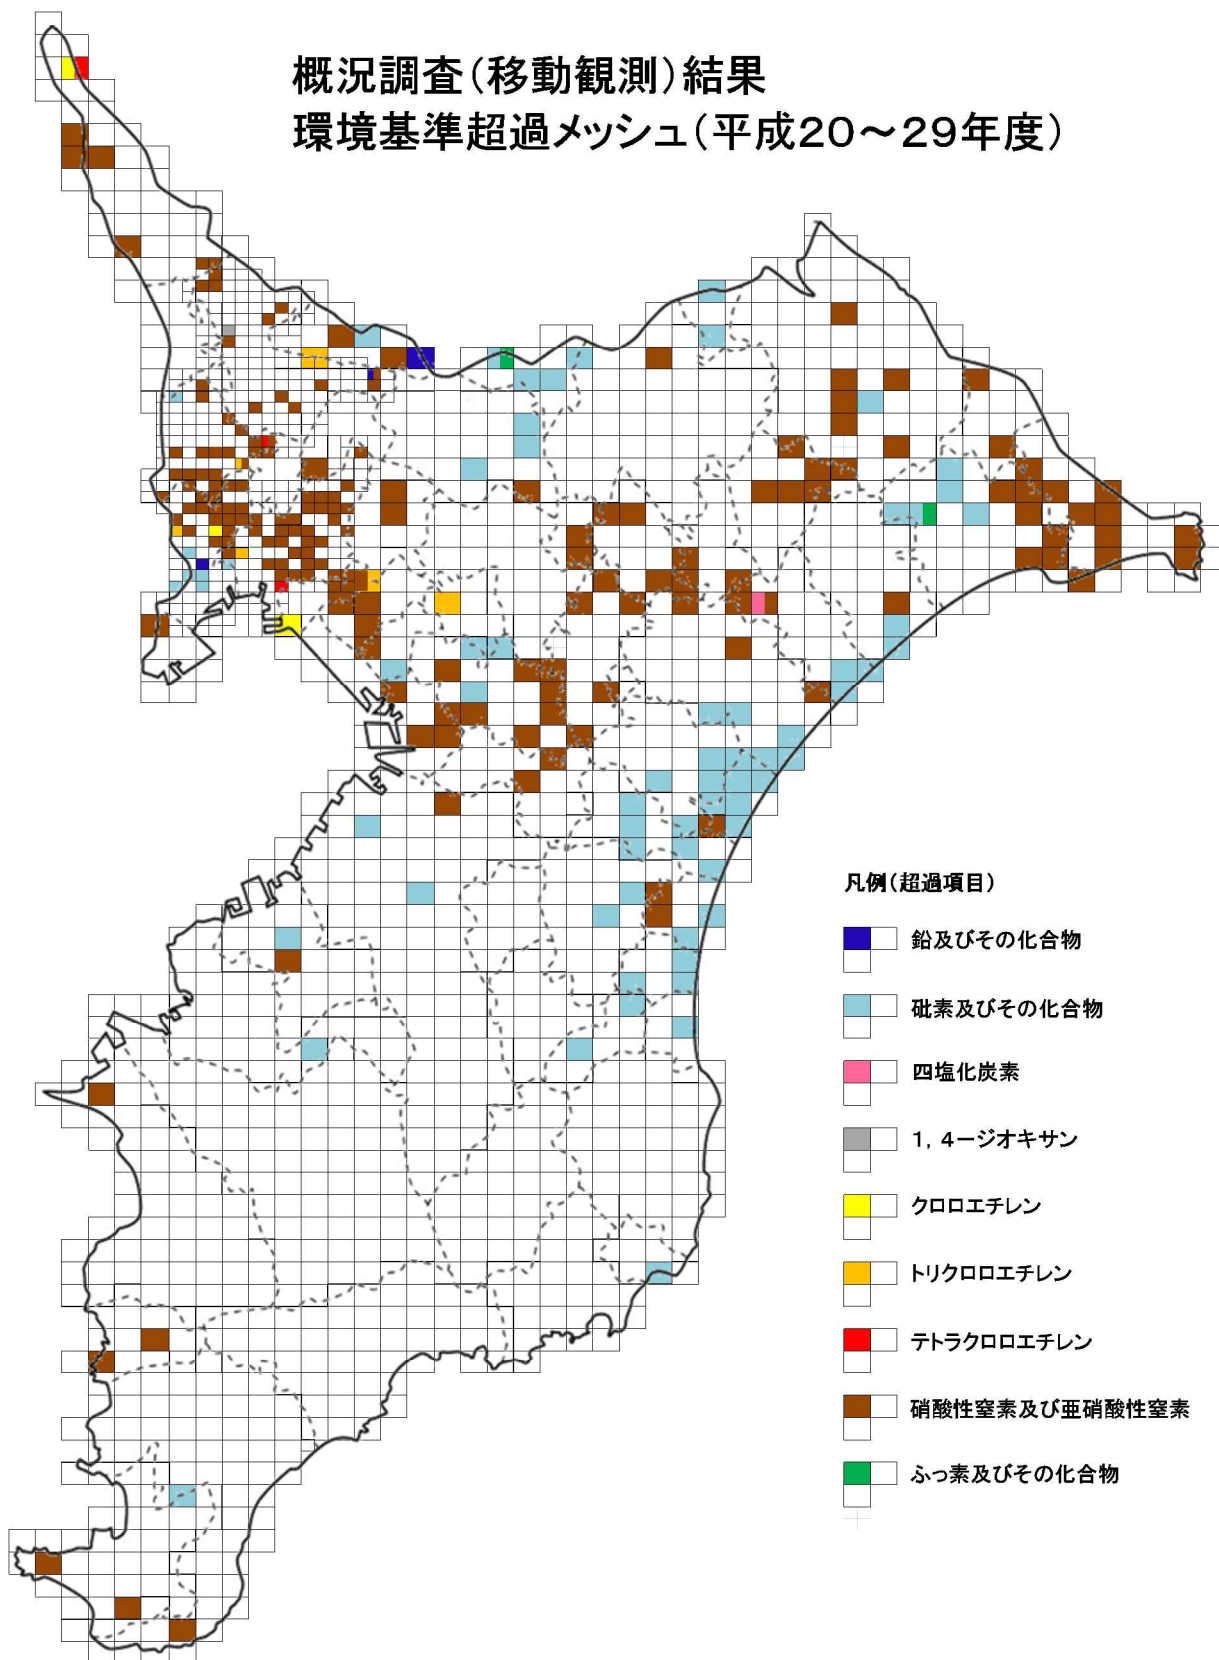 概況調査（移動観測）結果
環境基準超過メッシュ（平成２０～２９年度）
凡例（超過項目）
鉛及びその化合物
砒素及びその化合物
四塩化炭素
１，４－ジオキサン
クロロエチレン
トリクロロエチレン
テトラクロロエチレン
硝酸性窒素及び亜硝酸性窒素
ふっ素及びその化合物